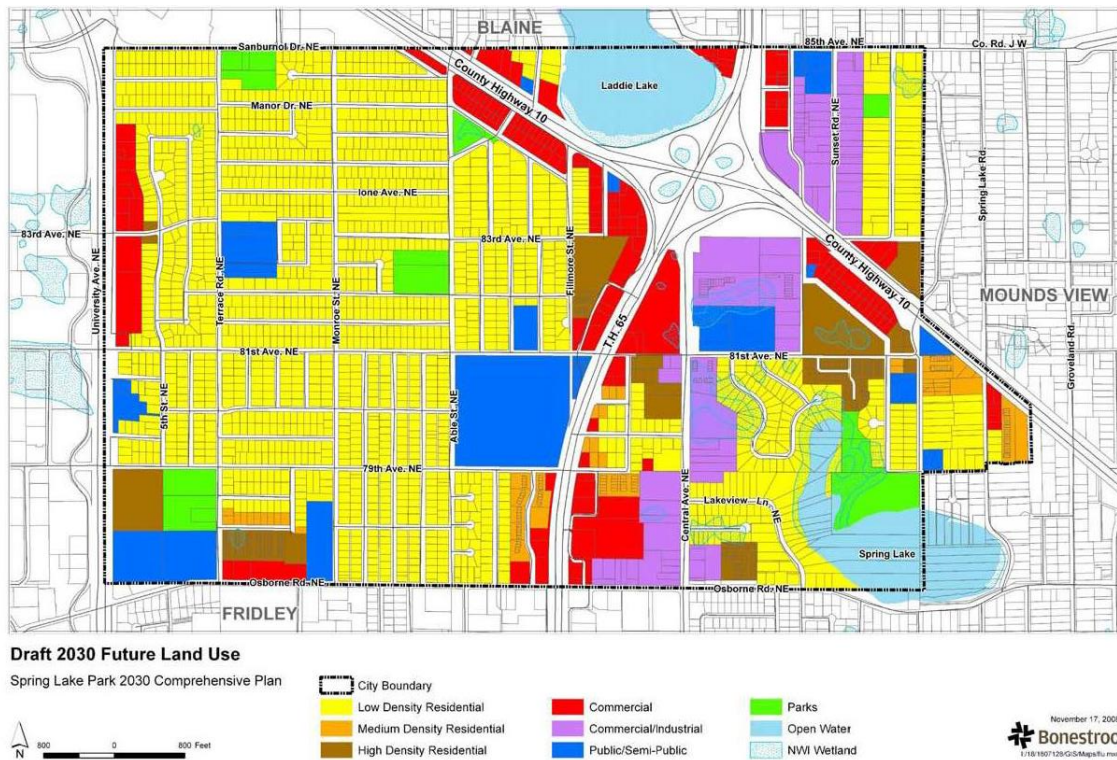 BLAINE
Sanburnol Dr. NE
85th Ave. NE
Co. Rd. J W
Laddie Lake
County Highway 10
Manor Dr. NE
Sunset Rd. NE
Spring Lake Rd.
Ione Ave. NE
83rd Ave. NE
83rd Ave. NE
Fillmore St. NE
County Highway 10
University Ave. NE
Terrace Rd. NE
Monroe St. NE
MOUNDS VIEW
T.H. 65
Groveland Rd.
81st Ave. NE
81st Ave. NE
5th St. NE
Able St. NE
79th Ave. NE
Central Ave. NE
Lakeview Ln. NE
Spring Lake
Osborne Rd. NE
Osborne Rd. NE
FRIDLEY
Draft 2030 Future Land Use
Spring Lake Park 2030 Comprehensive Plan
N
800 0 800 Feet
City Boundary
Low Density Residential
Medium Density Residential
High Density Residential
Commercial
Commercial/Industrial
Public/Semi-Public
Parks
Open Water
NWI Wetland
November 17,
Bonestroo